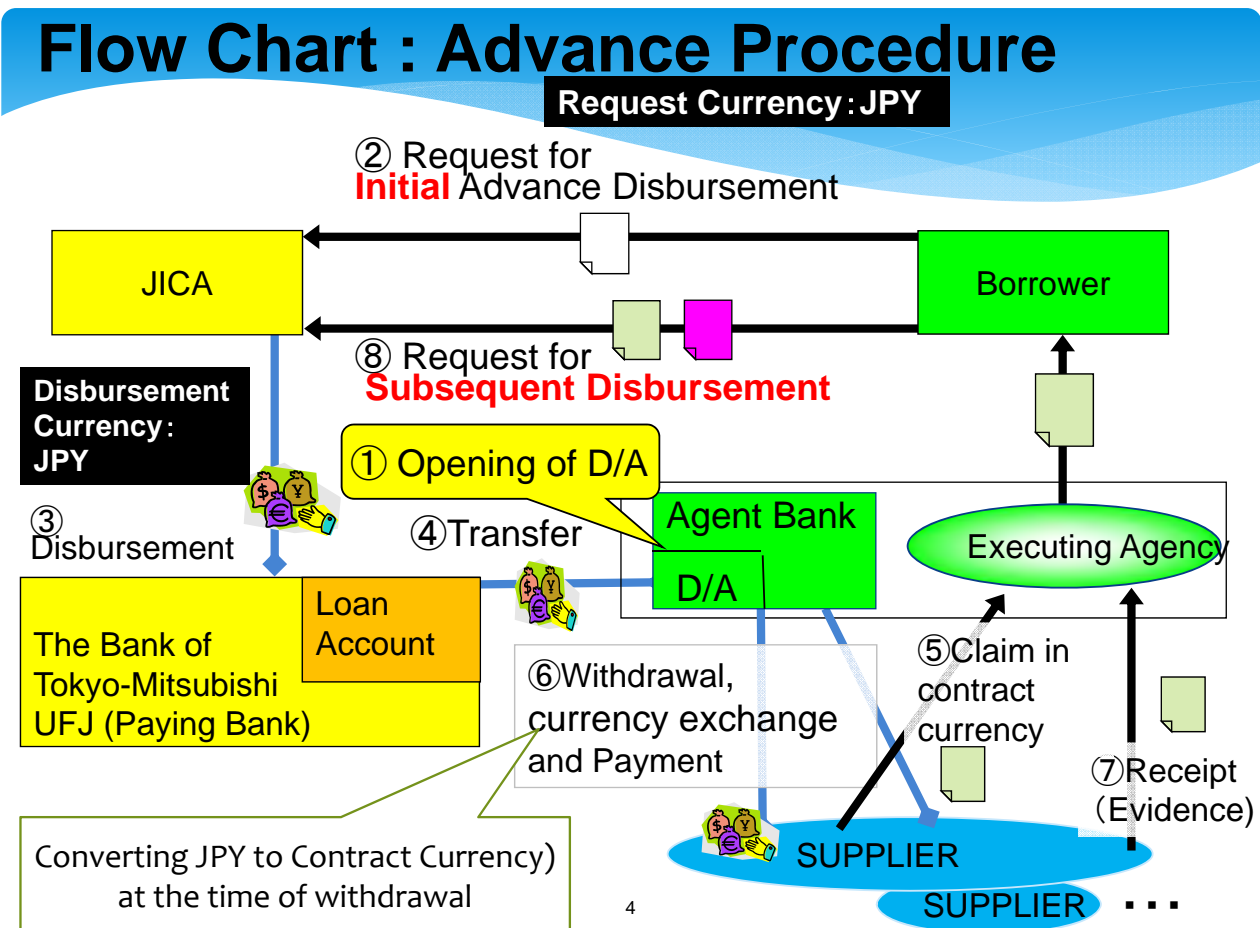 Flow Chart : Advance Procedure
Request Currency：JPY
② Request for
Initial Advance Disbursement
JICA
Borrower
⑧ Request for
Subsequent Disbursement
Disbursement
Currency：
JPY
① Opening of D/A
③
Disbursement
④Transfer
Agent Bank
D/A
Executing Agency
Loan
Account
The Bank of
Tokyo-Mitsubishi
UFJ (Paying Bank)
⑥Withdrawal,
currency exchange
and Payment
⑤Claim in
contract
currency
⑦Receipt
（Evidence)
Converting JPY to Contract Currency)
at the time of withdrawal
SUPPLIER
SUPPLIER ▪ ▪ ▪
4